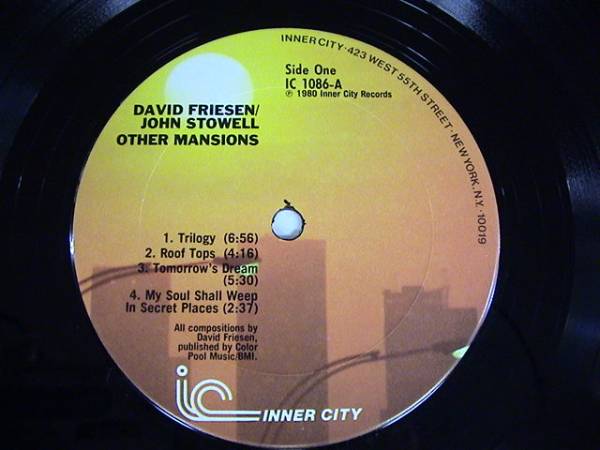 INNER CITY · 423 WEST 55TH STREET · NEW YORK, N.Y. 10019
Side One
IC 1086-A
℗ 1980 Inner City Records
DAVID FRIESEN/
JOHN STOWELL
OTHER MANSIONS
1. Trilogy (6:56)
2. Roof Tops (4:16)
3. Tomorrow's Dream
(5:30)
4. My Soul Shall Weep
In Secret Places (2:37)
All compositions by
David Friesen,
published by Color
Pool Music/BMI.
ic INNER CITY